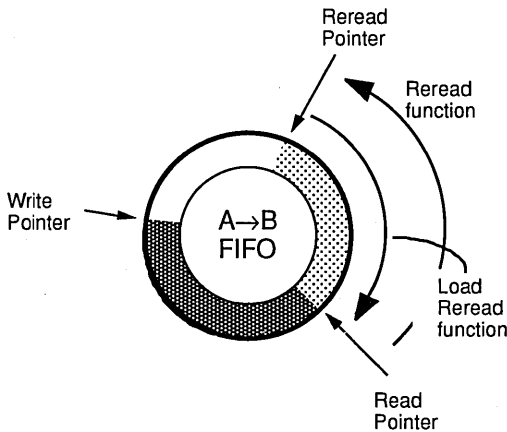 Reread
Pointer
Reread
function
Write
Pointer
A→B
FIFO
Load
Reread
function
Read
Pointer